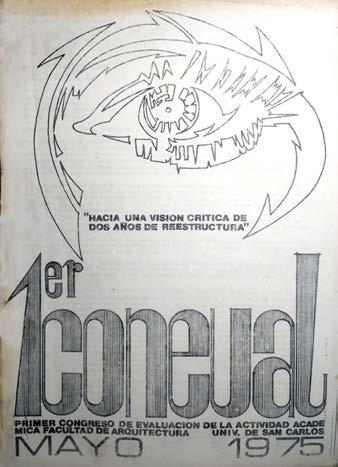 "HACIA UNA VISION CRITICA DE
DOS AÑOS DE REESTRUCTURA"
1er coneval
PRIMER CONGRESO DE EVALUACION DE LA ACTIVIDAD ACADE
MICA FACULTAD DE ARQUITECTURA UNIV. DE SAN CARLOS
MAYO 1975